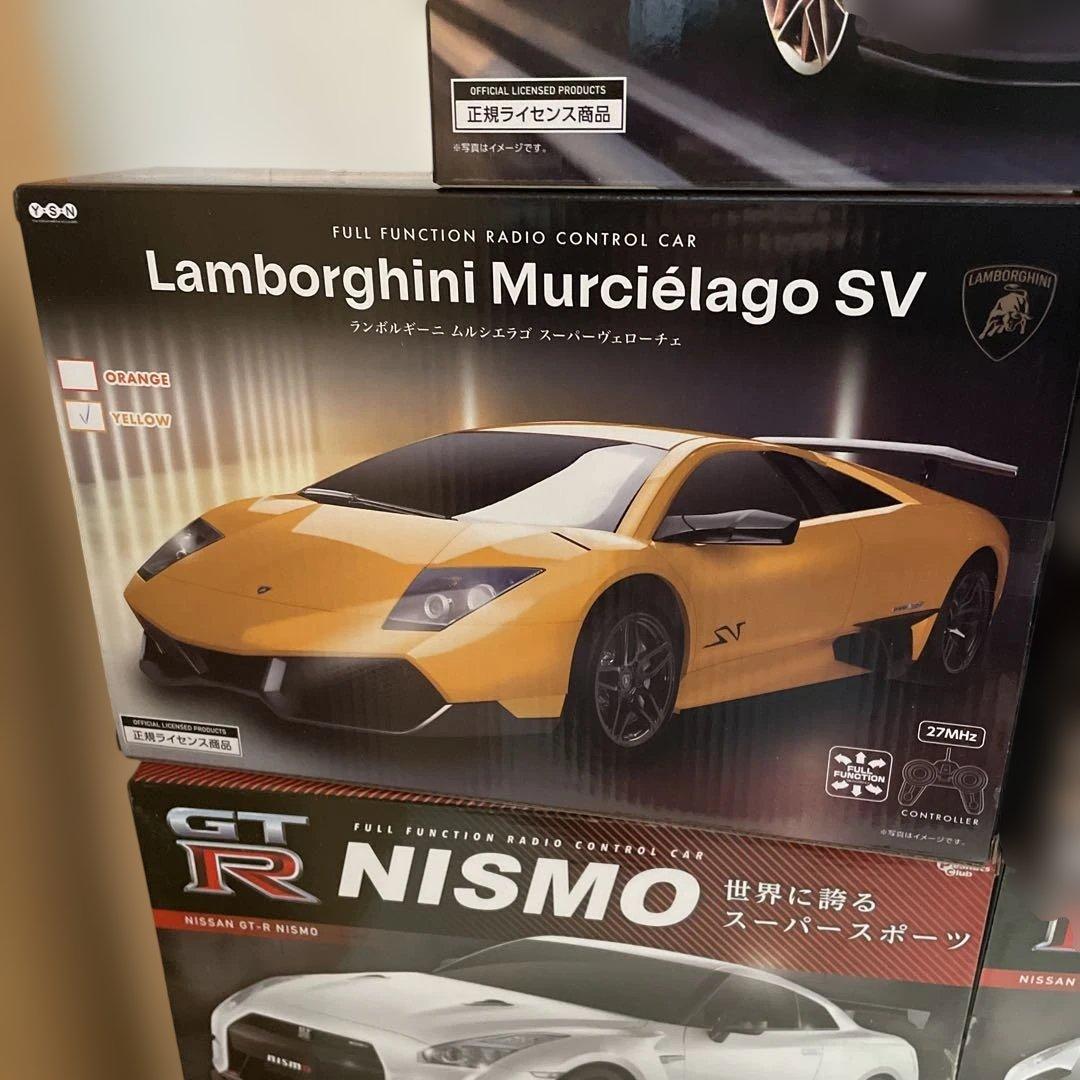 OFFICIAL LICENSED PRODUCTS
正規ライセンス商品
※写真はイメージです。
Y·S·N
FULL FUNCTION RADIO CONTROL CAR
Lamborghini Murciélago SV
ランボルギーニ ムルシエラゴ スーパーヴェローチェ
LAMBORGHINI
ORANGE
YELLOW
SV
OFFICIAL LICENSED PRODUCTS
正規ライセンス商品
27MHz
FULL
FUNCTION
CONTROLLER
※写真はイメージです。
GT
R
NISSAN GT-R NISMO
FULL FUNCTION RADIO CONTROL CAR
NISMO
世界に誇る
スーパースポーツ
Peanuts
Club
NISSAN
GTR
nismo